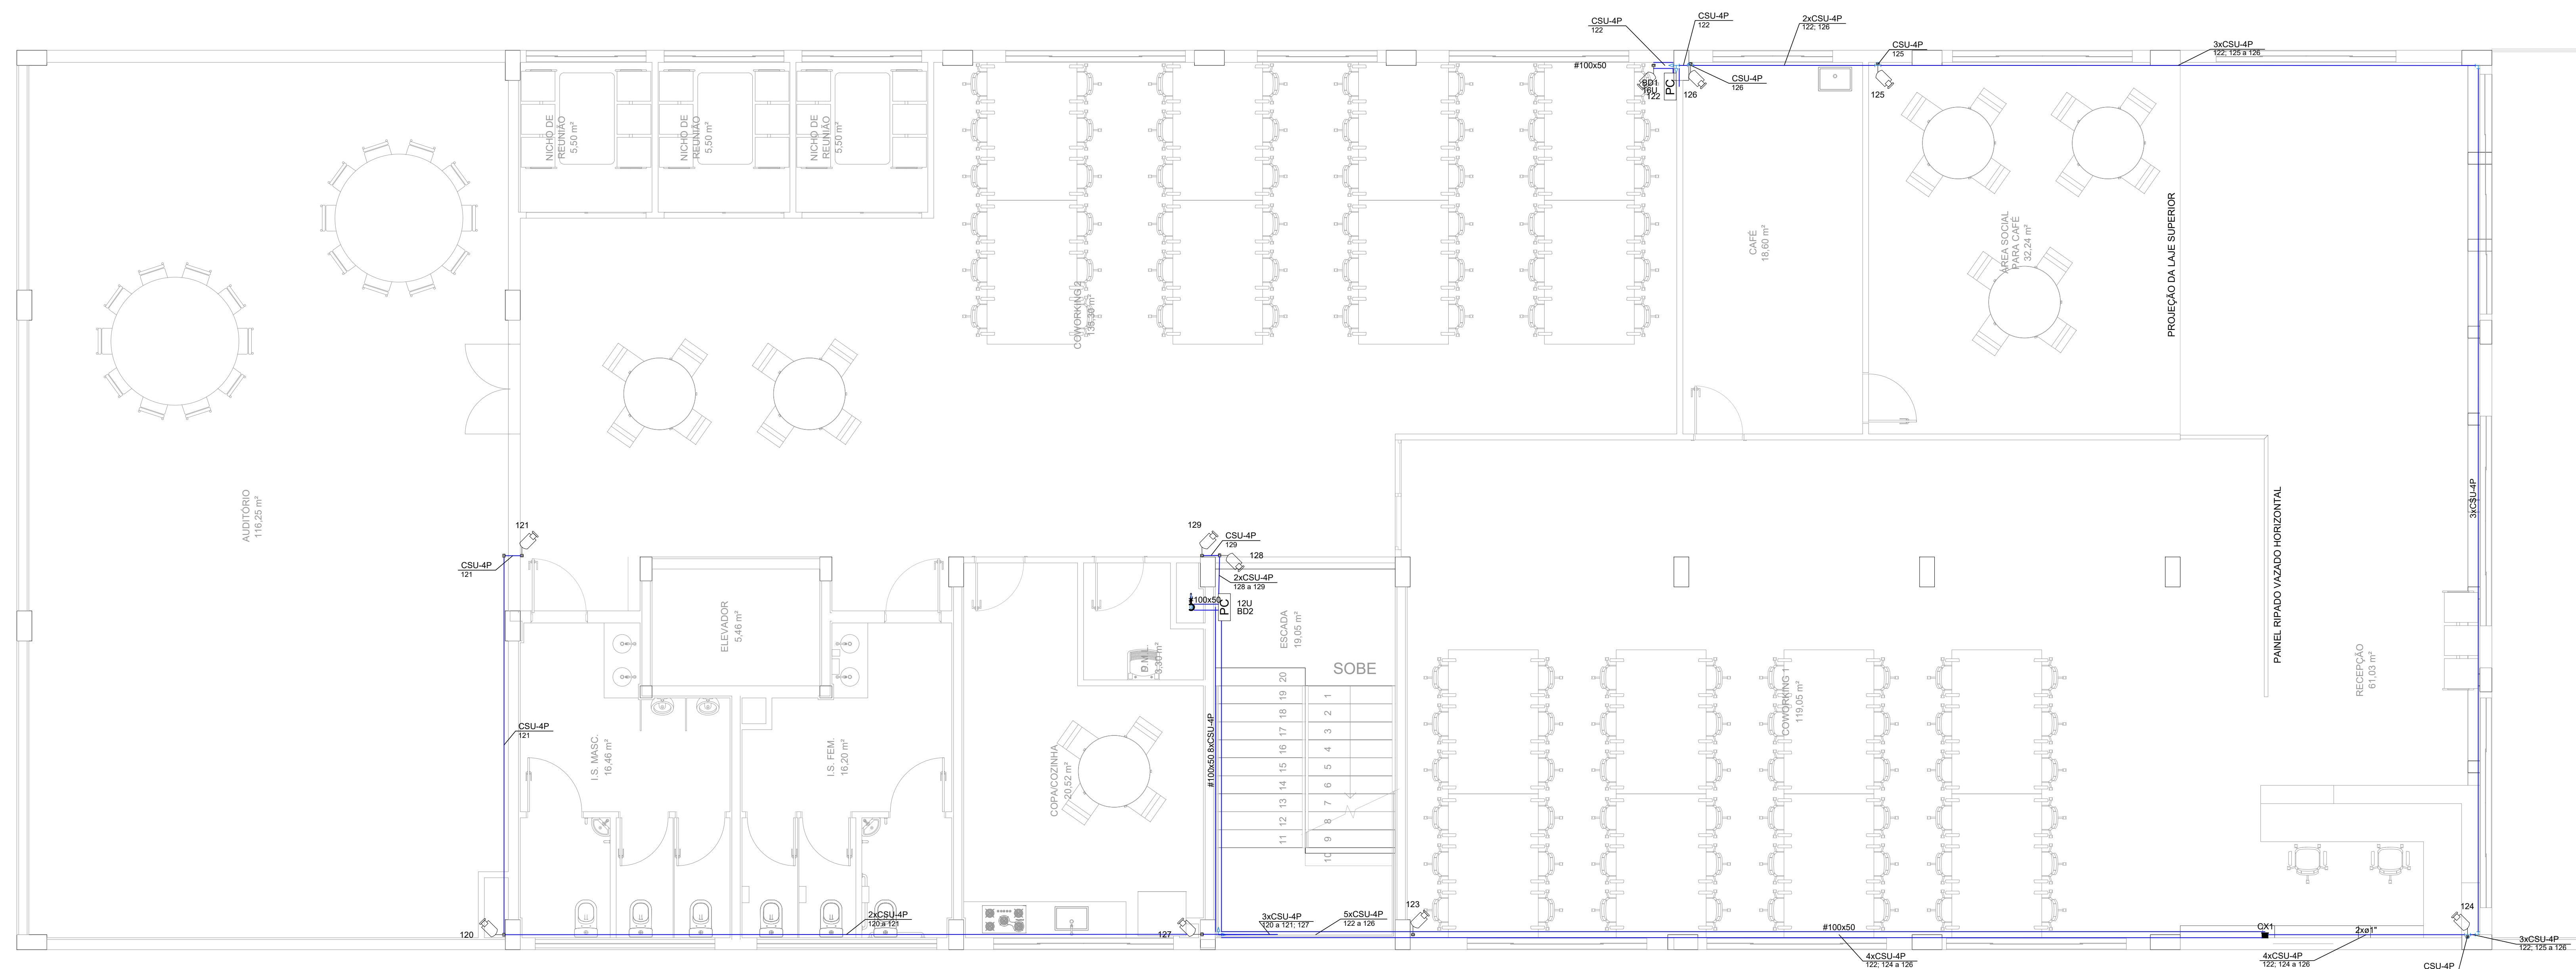 CSU-4P
122
CSU-4P
122
2xCSU-4P
122; 126
CSU-4P
125
3xCSU-4P
122; 125 a 126
#100x50
BD1
16U
122
PC
126
CSU-4P
126
125
NICHO DE
REUNIÃO
5,50 m²
NICHO DE
REUNIÃO
5,50 m²
NICHO DE
REUNIÃO
5,50 m²
COWORKING 2
CAFÉ
18,60 m²
ÁREA SOCIAL
PARA CAFÉ
32,24 m²
PROJEÇÃO DA LAJE SUPERIOR
AUDITÓRIO
116,25 m²
3xCSU-4P
PAINEL RIPADO VAZADO HORIZONTAL
121
CSU-4P
121
129
CSU-4P
129
128
2xCSU-4P
128 a 129
#100x50
PC
12U
BD2
ELEVADOR
5,46 m²
D.M.L.
3,30 m²
ESCADA
19,05 m²
SOBE
20
19
18
17
16
15
14
13
12
11
1
2
3
4
5
6
7
8
9
10
COWORKING 1
119,05 m²
RECEPÇÃO
61,03 m²
CSU-4P
121
I.S. MASC.
16,46 m²
I.S. FEM.
16,20 m²
COPA/COZINHA
20,52 m²
#100x50 8xCSU-4P
120
2xCSU-4P
120 a 121
127
3xCSU-4P
120 a 121; 127
5xCSU-4P
122 a 126
123
#100x50
4xCSU-4P
122; 124 a 126
CX1
2xø1"
4xCSU-4P
122; 124 a 126
124
3xCSU-4P
122; 125 a 126
CSU-4P